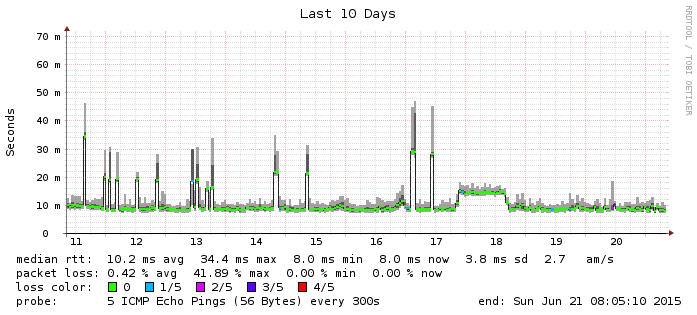 Last 10 Days
RRDTOOL / TOBI OETIKER
Seconds
70 m
60 m
50 m
40 m
30 m
20 m
10 m
0
11 12 13 14 15 16 17 18 19 20
median rtt: 10.2 ms avg 34.4 ms max 8.0 ms min 8.0 ms now 3.8 ms sd 2.7 am/s
packet loss: 0.42 % avg 41.89 % max 0.00 % min 0.00 % now
loss color: 0 1/5 2/5 3/5 4/5
probe: 5 ICMP Echo Pings (56 Bytes) every 300s end: Sun Jun 21 08:05:10 2015